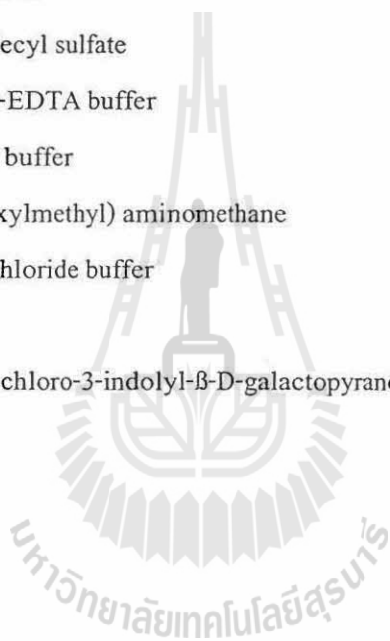 ecyl sulfate
-EDTA buffer
buffer
xylmethyl) aminomethane
hloride buffer
chloro-3-indolyl-ß-D-galactopyran
มหาวิทยาลัยเทคโนโลยีสุรนารี